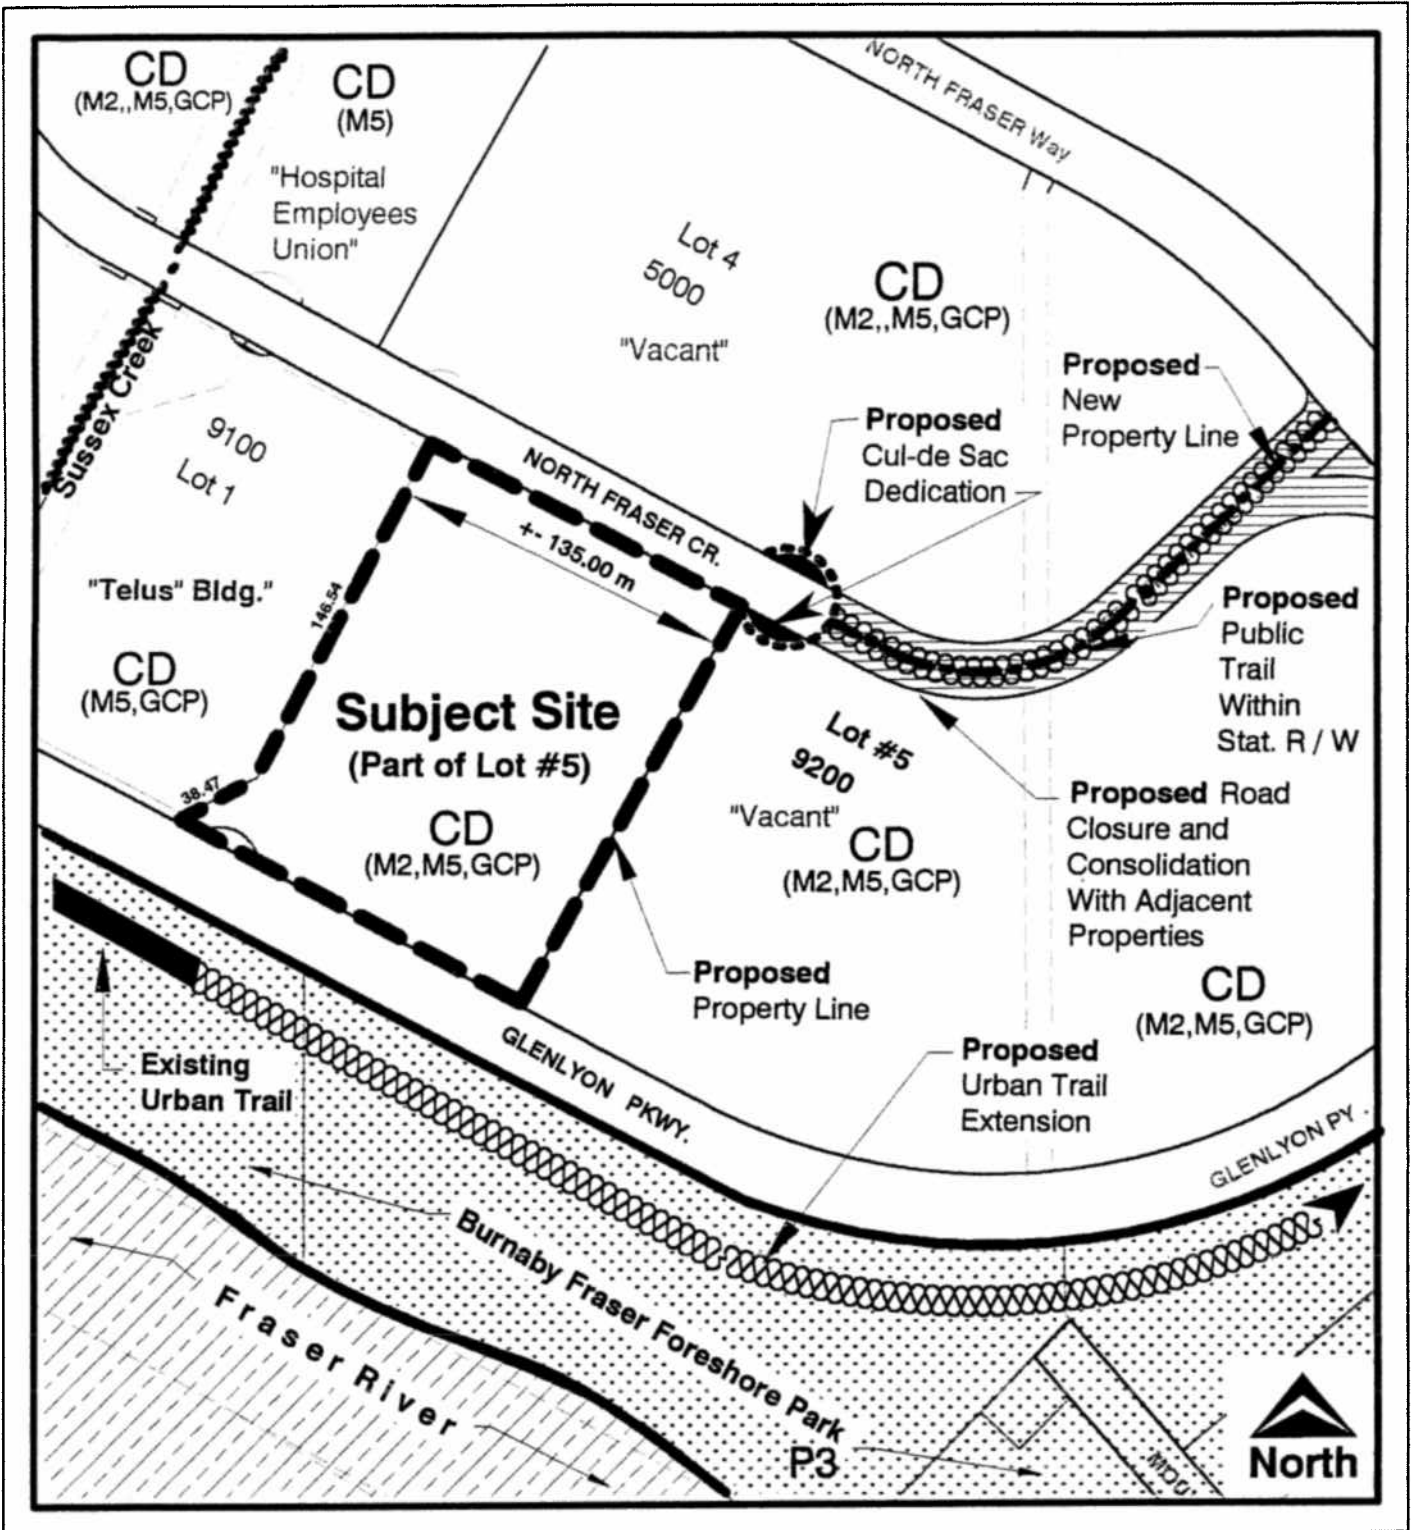 CD
(M2,,M5,GCP)
CD
(M5)
"Hospital
Employees
Union"
NORTH FRASER Way
Lot 4
5000
"Vacant"
CD
(M2,,M5,GCP)
Proposed
New
Property Line
Proposed
Cul-de Sac
Dedication
Sussex Creek
9100
Lot 1
"Telus" Bldg."
CD
(M5,GCP)
NORTH FRASER CR.
+- 135.00 m
146.54
38.47
Subject Site
(Part of Lot #5)
CD
(M2,M5,GCP)
Lot #5
9200
"Vacant"
CD
(M2,M5,GCP)
Proposed
Public
Trail
Within
Stat. R / W
Proposed Road
Closure and
Consolidation
With Adjacent
Properties
CD
(M2,M5,GCP)
Proposed
Property Line
Existing
Urban Trail
GLENLYON PKWY.
Proposed
Urban Trail
Extension
GLENLYON PY.
Burnaby Fraser Foreshore Park
P3
Fraser River
North